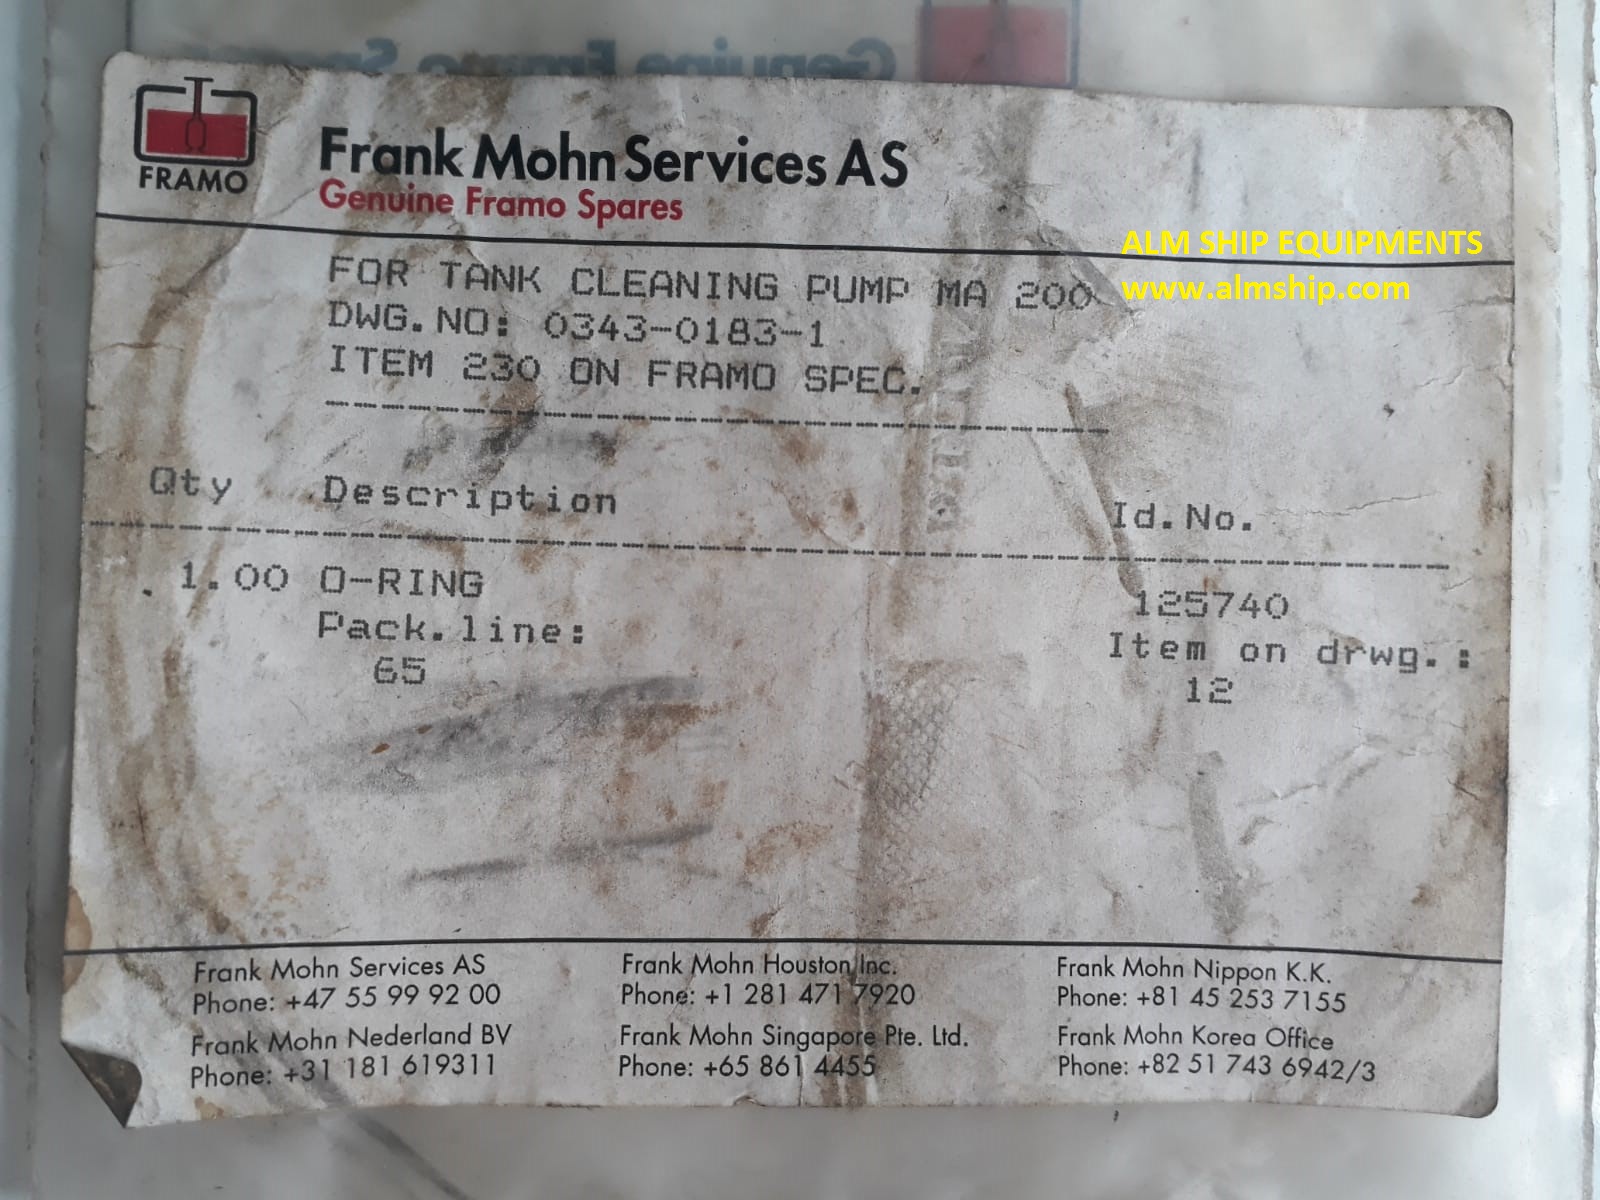 Genuine Framo Spares
FRAMO
Frank Mohn Services AS
Genuine Framo Spares
ALM SHIP EQUIPMENTS
www.almship.com
FOR TANK CLEANING PUMP MA 200
DWG.NO: 0343-0183-1
ITEM 230 ON FRAMO SPEC.
Qty Description Id.No.
1.00 O-RING 125740
Pack.line: Item on drwg.:
65 12
Frank Mohn Services AS
Phone: +47 55 99 92 00
Frank Mohn Nederland BV
Phone: +31 181 619311
Frank Mohn Houston Inc.
Phone: +1 281 471 7920
Frank Mohn Singapore Pte. Ltd.
Phone: +65 861 4455
Frank Mohn Nippon K.K.
Phone: +81 45 253 7155
Frank Mohn Korea Office
Phone: +82 51 743 6942/3